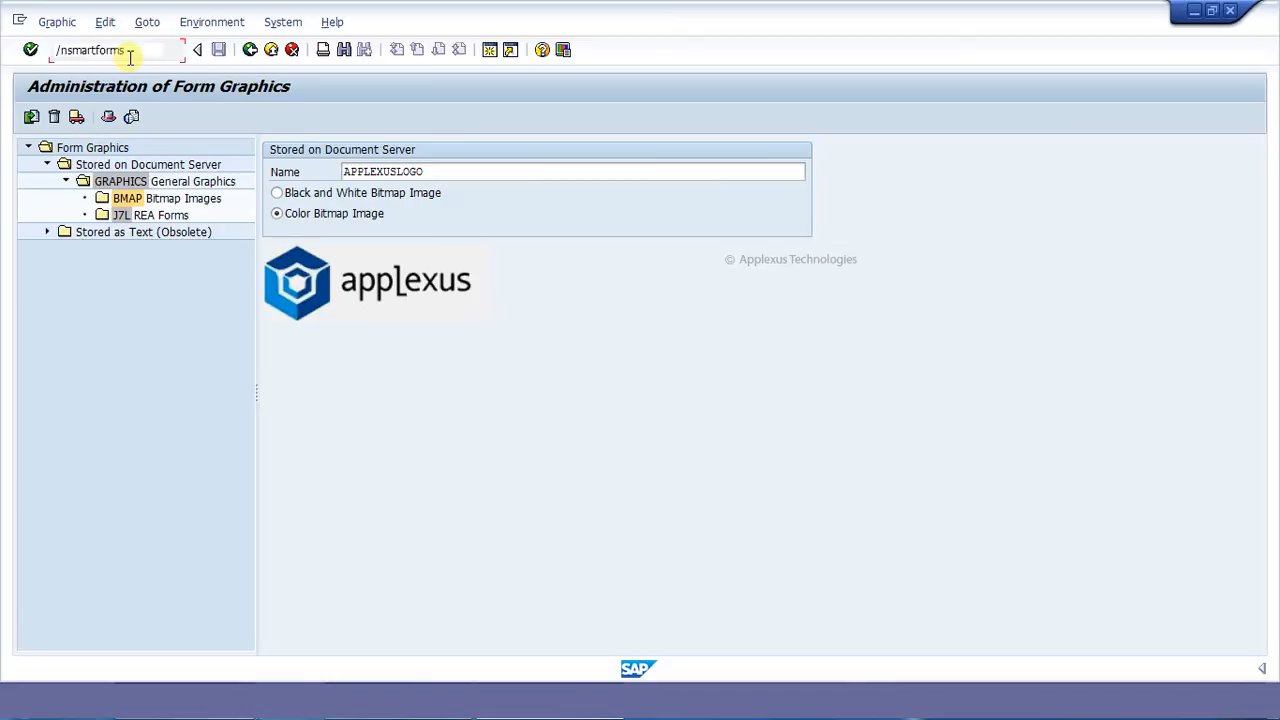 Graphic Edit Goto Environment System Help
/nsmartforms
Administration of Form Graphics
Form Graphics
Stored on Document Server
GRAPHICS General Graphics
BMAP Bitmap Images
J7L REA Forms
Stored as Text (Obsolete)
Stored on Document Server
Name APPLEXUSLOGO
Black and White Bitmap Image
Color Bitmap Image
applexus
© Applexus Technologies
SAP